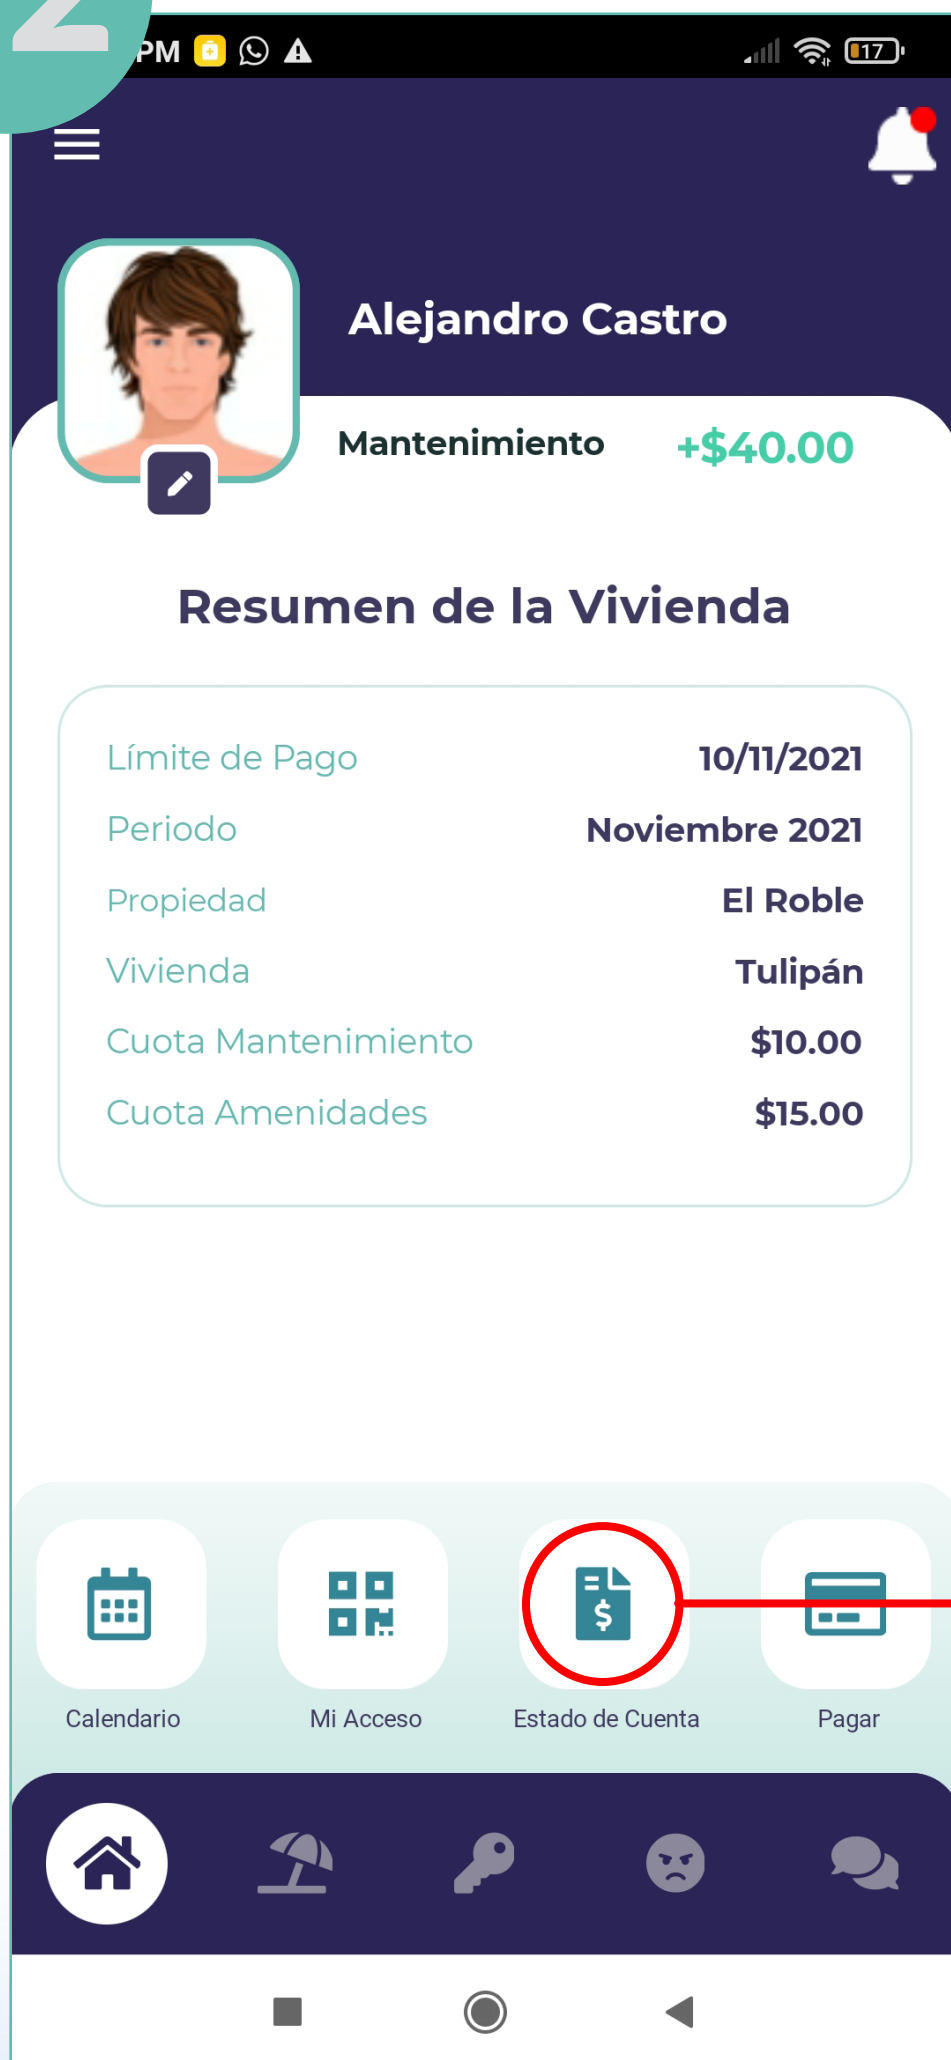 2
PM
17
Alejandro Castro
Mantenimiento +$40.00
Resumen de la Vivienda
Límite de Pago 10/11/2021
Periodo Noviembre 2021
Propiedad El Roble
Vivienda Tulipán
Cuota Mantenimiento $10.00
Cuota Amenidades $15.00
Calendario Mi Acceso Estado de Cuenta Pagar